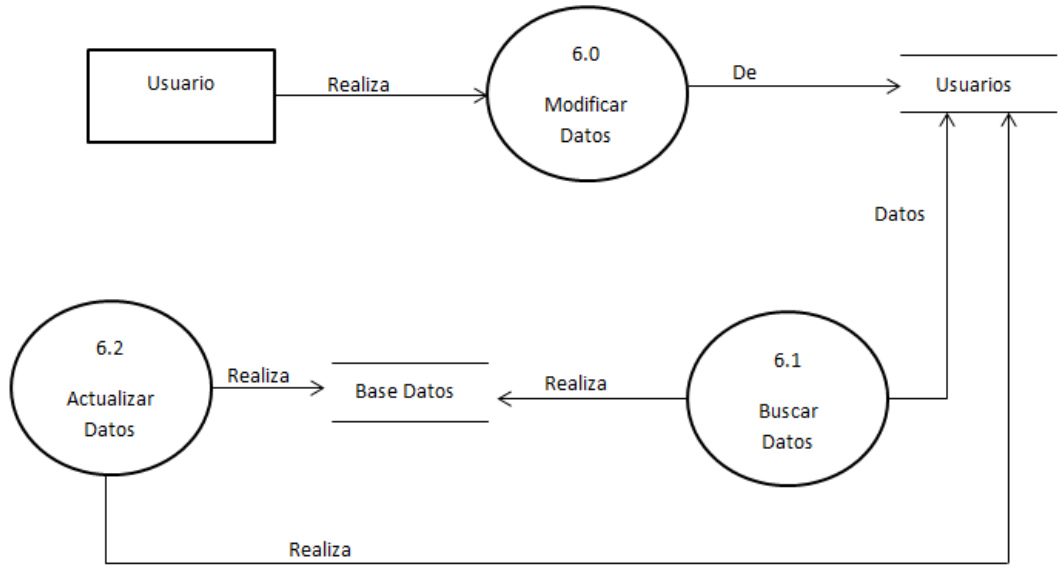 Usuario
Realiza
6.0
Modificar
Datos
De
Usuarios
Datos
6.2
Actualizar
Datos
Realiza
Base Datos
Realiza
6.1
Buscar
Datos
Realiza